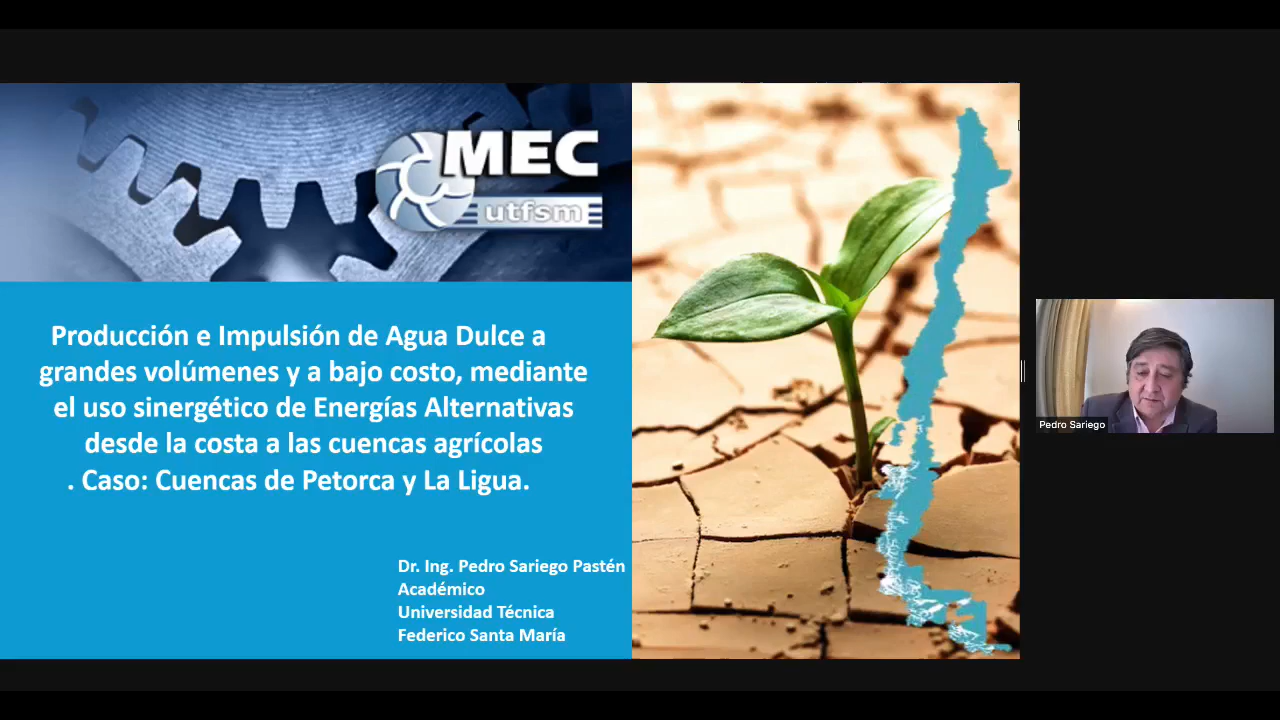 MEC
utfsm
Producción e Impulsión de Agua Dulce a
grandes volúmenes y a bajo costo, mediante
el uso sinergético de Energías Alternativas
desde la costa a las cuencas agrícolas
. Caso: Cuencas de Petorca y La Ligua.
Dr. Ing. Pedro Sariego Pastén
Académico
Universidad Técnica
Federico Santa María
Pedro Sariego